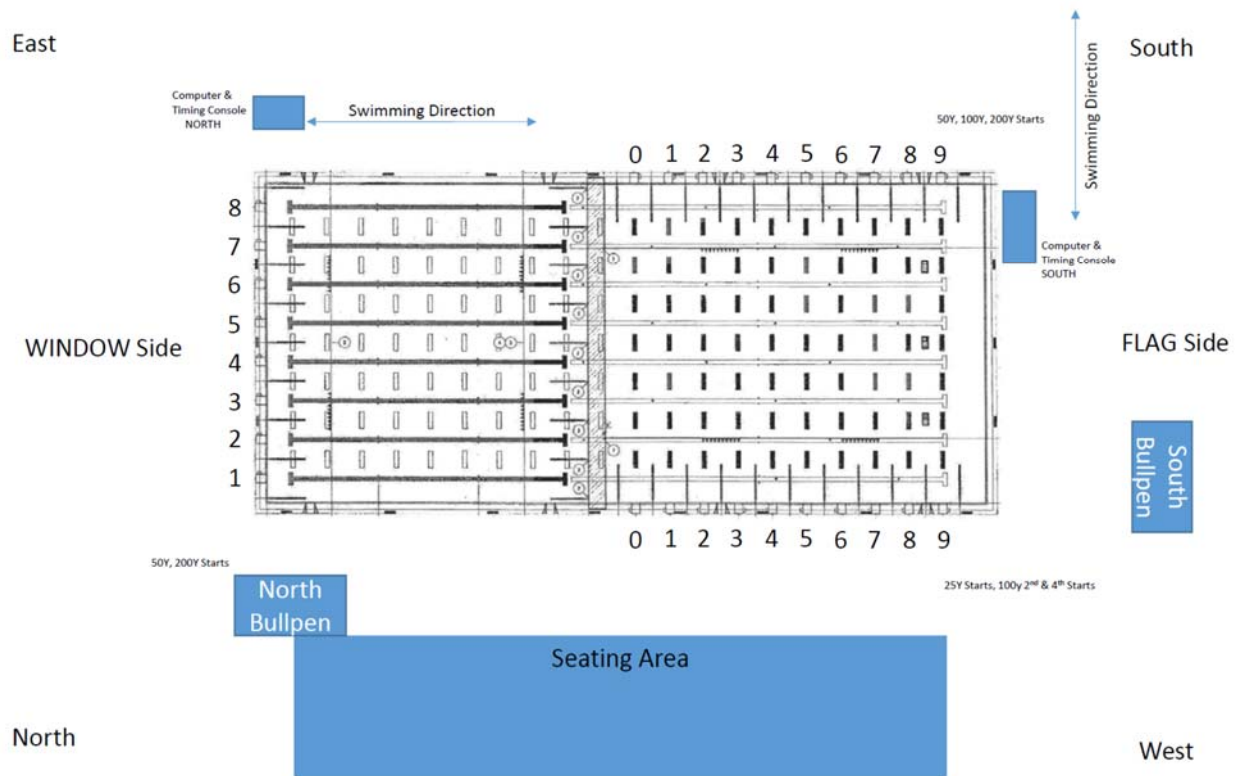 East
South
Computer &
Timing Console
NORTH
Swimming Direction
Swimming Direction
50Y, 100Y, 200Y Starts
0 1 2 3 4 5 6 7 8 9
8
7
6
5
4
3
2
1
Computer &
Timing Console
SOUTH
WINDOW Side
FLAG Side
South
Bullpen
0 1 2 3 4 5 6 7 8 9
50Y, 200Y Starts
North
Bullpen
25Y Starts, 100y 2nd & 4th Starts
Seating Area
North
West